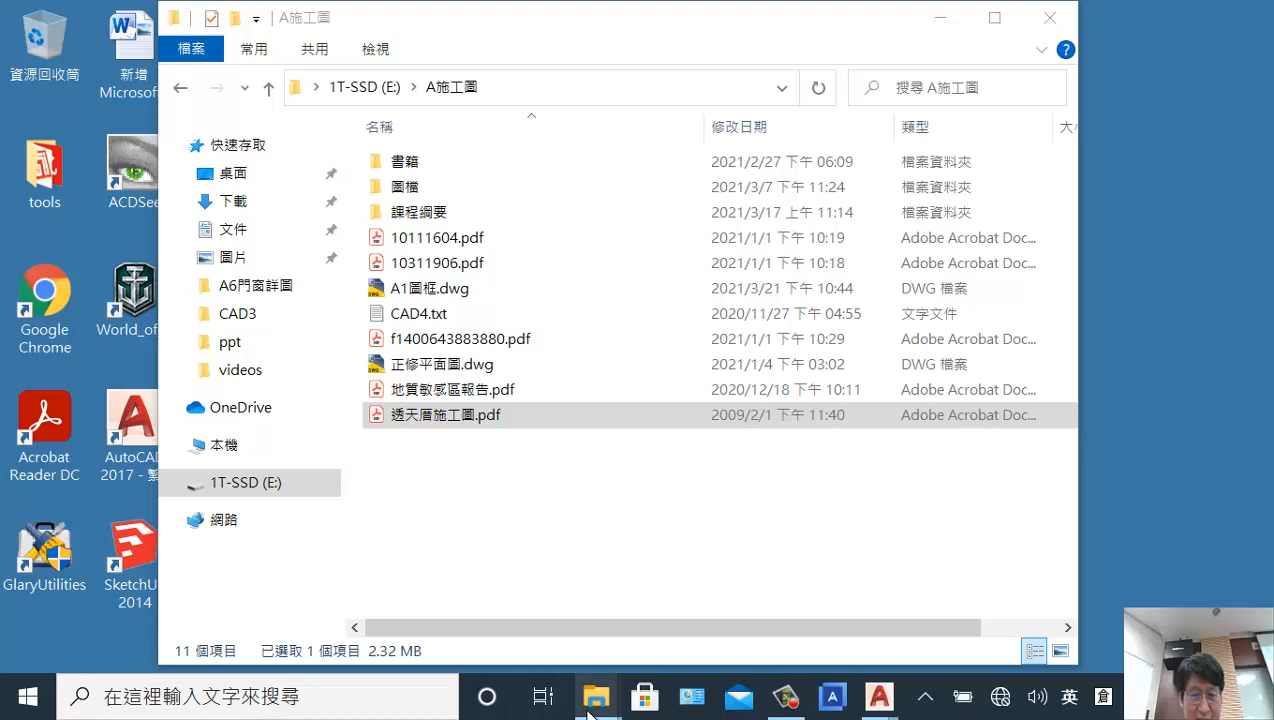 資源回收筒
新增
Microsof
tools
ACDSee
Google
Chrome
World_of
Acrobat
Reader DC
AutoCA
2017 - 繁
GlaryUtilities
SketchU
2014
A施工圖
檔案 常用 共用 檢視
1T-SSD (E:) A施工圖
搜尋 A施工圖
名稱 修改日期 類型 大小
快速存取
桌面
下載
文件
圖片
A6門窗詳圖
CAD3
ppt
videos
OneDrive
本機
1T-SSD (E:)
網路
書籍 2021/2/27 下午 06:09 檔案資料夾
圖檔 2021/3/7 下午 11:24 檔案資料夾
課程綱要 2021/3/17 上午 11:14 檔案資料夾
10111604.pdf 2021/1/1 下午 10:19 Adobe Acrobat Doc...
10311906.pdf 2021/1/1 下午 10:18 Adobe Acrobat Doc...
A1圖框.dwg 2021/3/21 下午 10:44 DWG 檔案
CAD4.txt 2020/11/27 下午 04:55 文字文件
f1400643883880.pdf 2021/1/1 下午 10:29 Adobe Acrobat Doc...
正修平面圖.dwg 2021/1/4 下午 03:02 DWG 檔案
地質敏感區報告.pdf 2020/12/18 下午 10:11 Adobe Acrobat Doc...
透天厝施工圖.pdf 2009/2/1 下午 11:40 Adobe Acrobat Doc...
11 個項目 已選取 1 個項目 2.32 MB
在這裡輸入文字來搜尋
英 倉